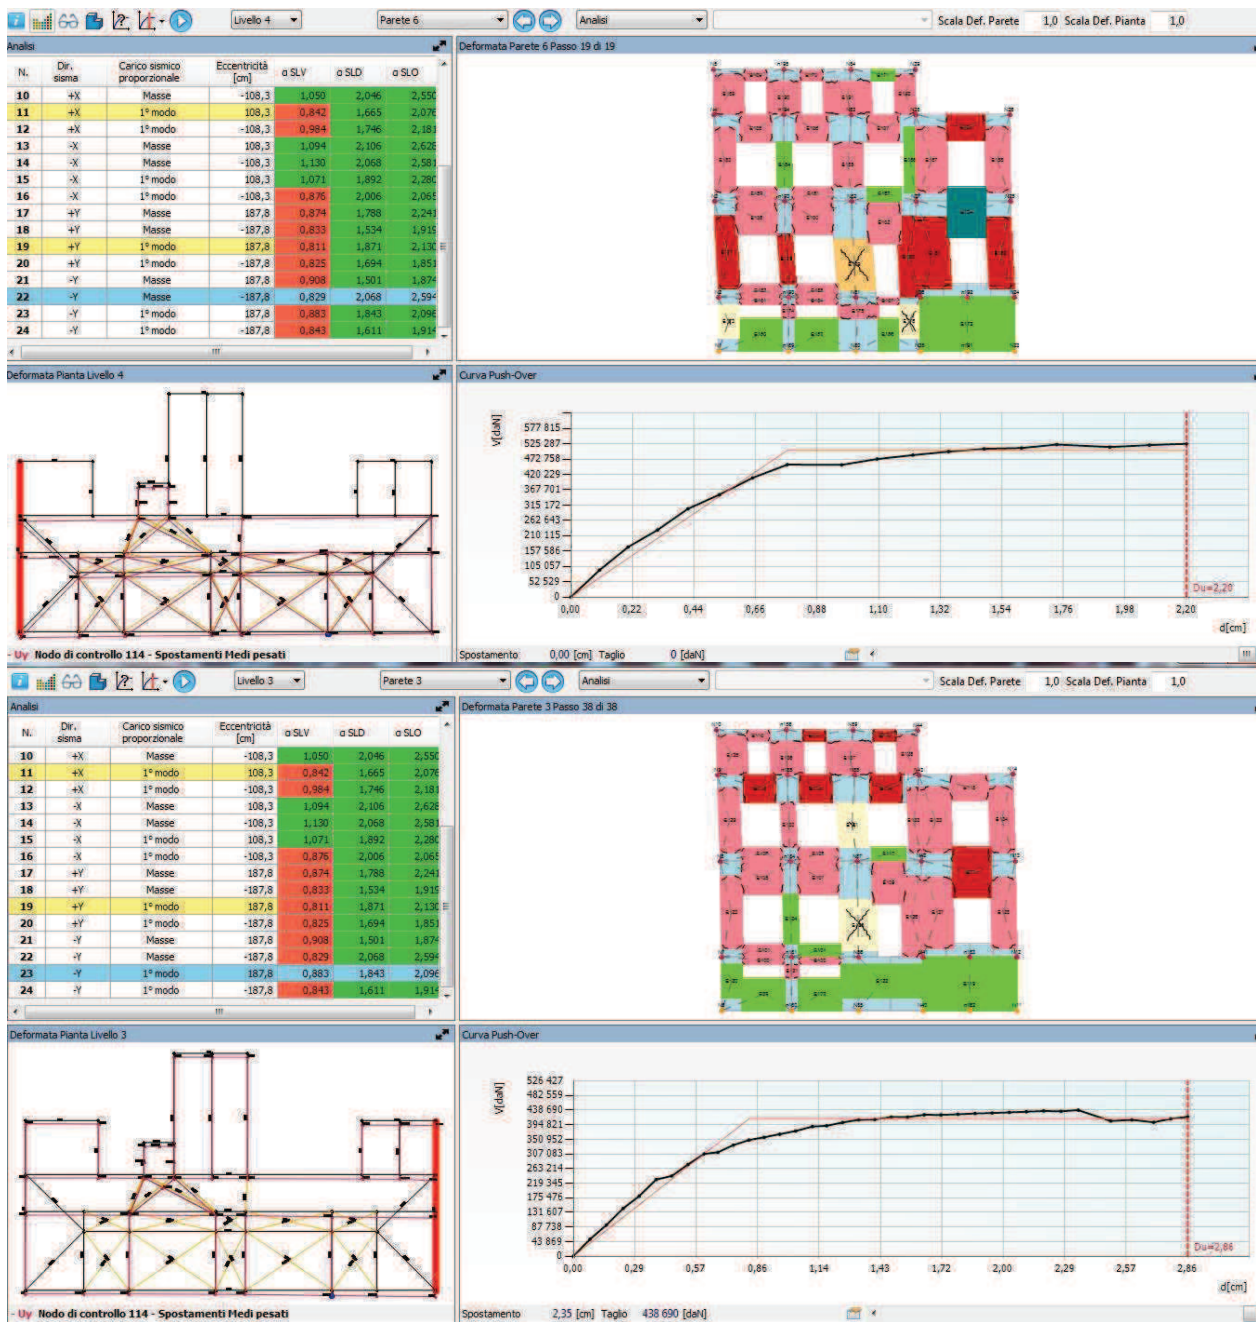 Livello 4 Parete 6 Analisi Scala Def. Parete 1,0 Scala Def. Pianta 1,0
Analisi
N. Dir. sisma Carico sismico proporzionale Eccentricità [cm] α SLV α SLD α SLO
10 +X Masse -108,3 1,050 2,046 2,550
11 +X 1° modo 108,3 0,842 1,665 2,076
12 +X 1° modo -108,3 0,984 1,746 2,181
13 -X Masse 108,3 1,094 2,106 2,628
14 -X Masse -108,3 1,130 2,068 2,581
15 -X 1° modo 108,3 1,071 1,892 2,280
16 -X 1° modo -108,3 0,876 2,006 2,065
17 +Y Masse 187,8 0,874 1,788 2,241
18 +Y Masse -187,8 0,833 1,534 1,919
19 +Y 1° modo 187,8 0,811 1,871 2,130
20 +Y 1° modo -187,8 0,825 1,694 1,851
21 -Y Masse 187,8 0,908 1,501 1,874
22 -Y Masse -187,8 0,829 2,068 2,594
23 -Y 1° modo 187,8 0,883 1,843 2,096
24 -Y 1° modo -187,8 0,843 1,611 1,914
Deformata Parete 6 Passo 19 di 19
Deformata Pianta Livello 4
- Uy Nodo di controllo 114 - Spostamenti Medi pesati
Curva Push-Over
V[daN]
577 815
525 287
472 758
420 229
367 701
315 172
262 643
210 115
157 586
105 057
52 529
0
Du=2,20
0,00 0,22 0,44 0,66 0,88 1,10 1,32 1,54 1,76 1,98 2,20
d[cm]
Spostamento 0,00 [cm] Taglio 0 [daN]
Livello 3 Parete 3 Analisi Scala Def. Parete 1,0 Scala Def. Pianta 1,0
Analisi
N. Dir. sisma Carico sismico proporzionale Eccentricità [cm] α SLV α SLD α SLO
10 +X Masse -108,3 1,050 2,046 2,550
11 +X 1° modo 108,3 0,842 1,665 2,076
12 +X 1° modo -108,3 0,984 1,746 2,181
13 -X Masse 108,3 1,094 2,106 2,628
14 -X Masse -108,3 1,130 2,068 2,581
15 -X 1° modo 108,3 1,071 1,892 2,280
16 -X 1° modo -108,3 0,876 2,006 2,065
17 +Y Masse 187,8 0,874 1,788 2,241
18 +Y Masse -187,8 0,833 1,534 1,919
19 +Y 1° modo 187,8 0,811 1,871 2,130
20 +Y 1° modo -187,8 0,825 1,694 1,851
21 -Y Masse 187,8 0,908 1,501 1,874
22 -Y Masse -187,8 0,829 2,068 2,594
23 -Y 1° modo 187,8 0,883 1,843 2,096
24 -Y 1° modo -187,8 0,843 1,611 1,914
Deformata Parete 3 Passo 38 di 38
Deformata Pianta Livello 3
- Uy Nodo di controllo 114 - Spostamenti Medi pesati
Curva Push-Over
V[daN]
526 427
482 559
438 690
394 821
350 952
307 083
263 214
219 345
175 476
131 607
87 738
43 869
0
Du=2,86
0,00 0,29 0,57 0,86 1,14 1,43 1,72 2,00 2,29 2,57 2,86
d[cm]
Spostamento 2,35 [cm] Taglio 438 690 [daN]